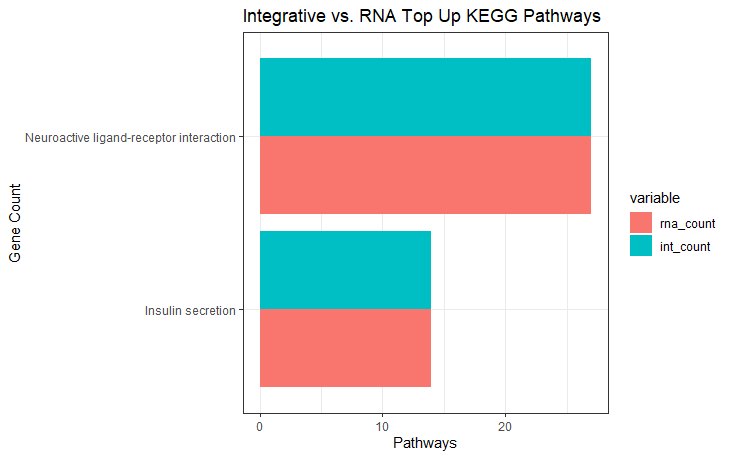 Integrative vs. RNA Top Up KEGG Pathways
Gene Count
Neuroactive ligand-receptor interaction
Insulin secretion
0
10
20
Pathways
variable
rna_count
int_count